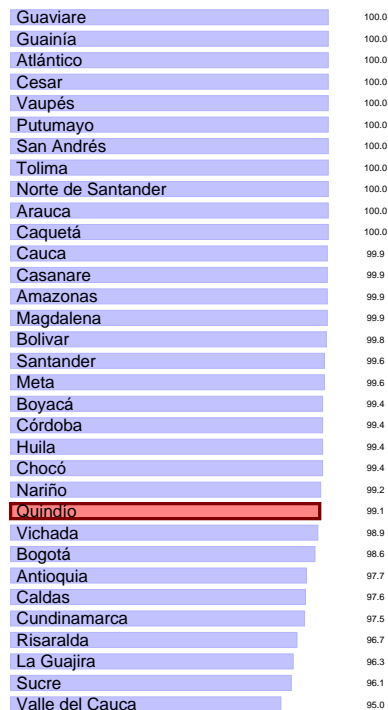 Guaviare 100.0
Guainía 100.0
Atlántico 100.0
Cesar 100.0
Vaupés 100.0
Putumayo 100.0
San Andrés 100.0
Tolima 100.0
Norte de Santander 100.0
Arauca 100.0
Caquetá 100.0
Cauca 99.9
Casanare 99.9
Amazonas 99.9
Magdalena 99.9
Bolivar 99.8
Santander 99.6
Meta 99.6
Boyacá 99.4
Córdoba 99.4
Huila 99.4
Chocó 99.4
Nariño 99.2
Quindío 99.1
Vichada 98.9
Bogotá 98.6
Antioquia 97.7
Caldas 97.6
Cundinamarca 97.5
Risaralda 96.7
La Guajira 96.3
Sucre 96.1
Valle del Cauca 95.0